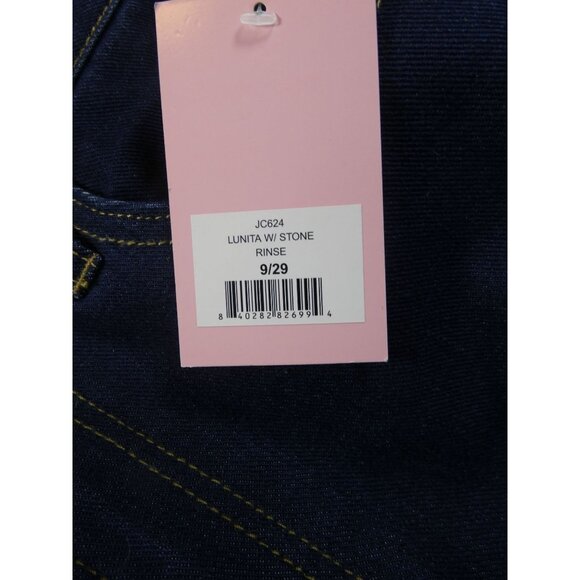 JC624
LUNITA W/ STONE
RINSE
9/29
8 40282 82699 4